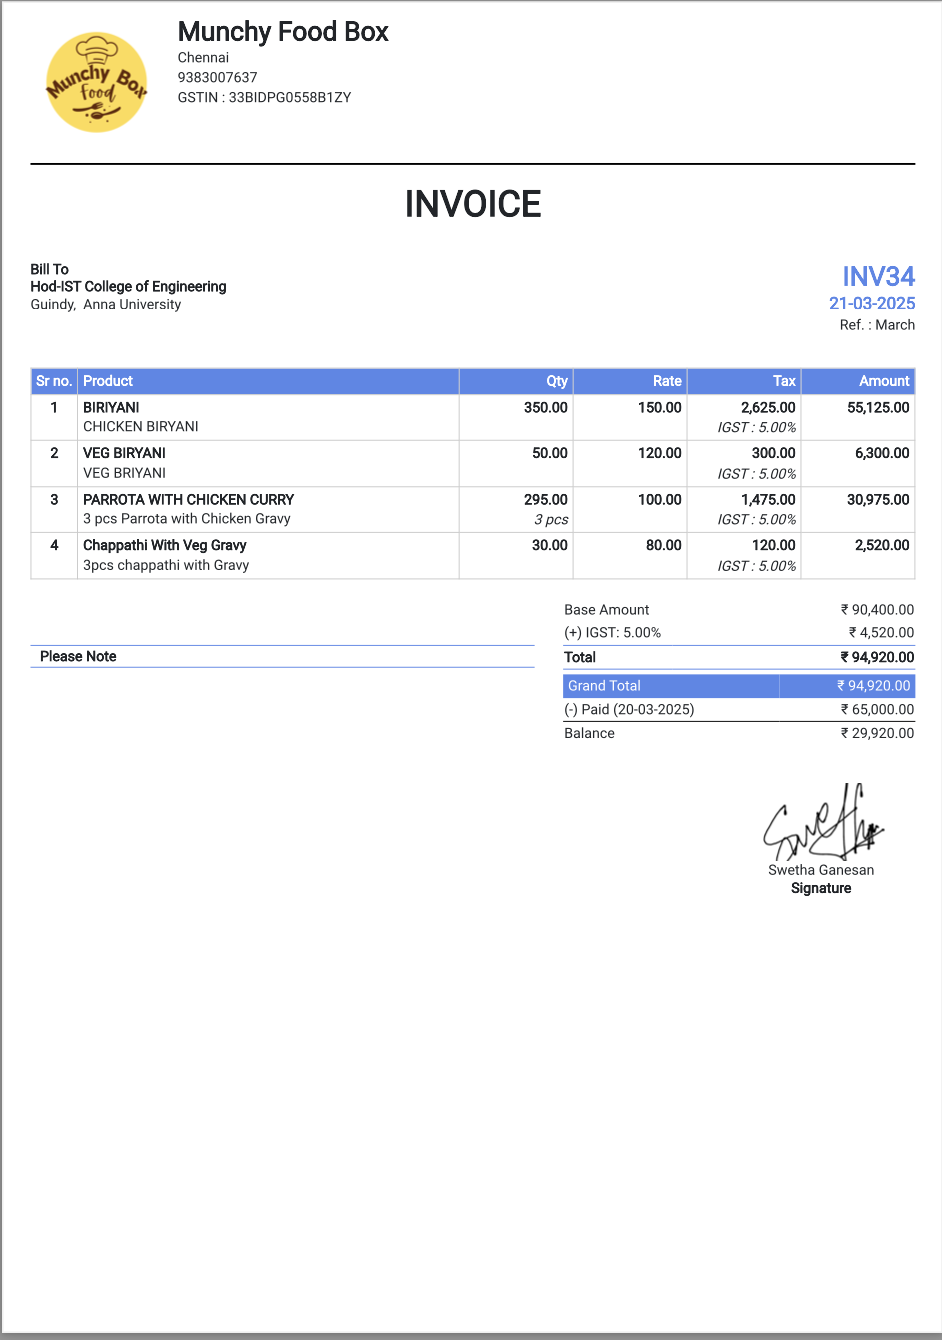 Munchy Box
Food
Munchy Food Box
Chennai
9383007637
GSTIN : 33BIDPG0558B1ZY
INVOICE
Bill To
Hod-IST College of Engineering
Guindy, Anna University
INV34
21-03-2025
Ref. : March
Sr no. Product Qty Rate Tax Amount
1 BIRIYANI 350.00 150.00 2,625.00 55,125.00
CHICKEN BIRYANI IGST : 5.00%
2 VEG BIRYANI 50.00 120.00 300.00 6,300.00
VEG BRIYANI IGST : 5.00%
3 PARROTA WITH CHICKEN CURRY 295.00 100.00 1,475.00 30,975.00
3 pcs Parrota with Chicken Gravy 3 pcs IGST : 5.00%
4 Chappathi With Veg Gravy 30.00 80.00 120.00 2,520.00
3pcs chappathi with Gravy IGST : 5.00%
Base Amount ₹ 90,400.00
(+) IGST: 5.00% ₹ 4,520.00
Please Note
Total ₹ 94,920.00
Grand Total ₹ 94,920.00
(-) Paid (20-03-2025) ₹ 65,000.00
Balance ₹ 29,920.00
Swetha
Swetha Ganesan
Signature